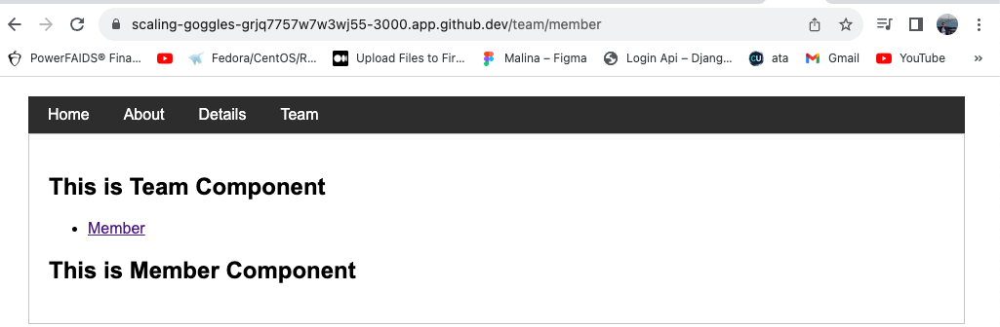 scaling-goggles-grjq7757w7w3wj55-3000.app.github.dev/team/member
PowerFAIDS® Fina... Fedora/CentOS/R... Upload Files to Fir... Malina – Figma Login Api – Djang... CU ata Gmail YouTube »
Home About Details Team
This is Team Component
• Member
This is Member Component